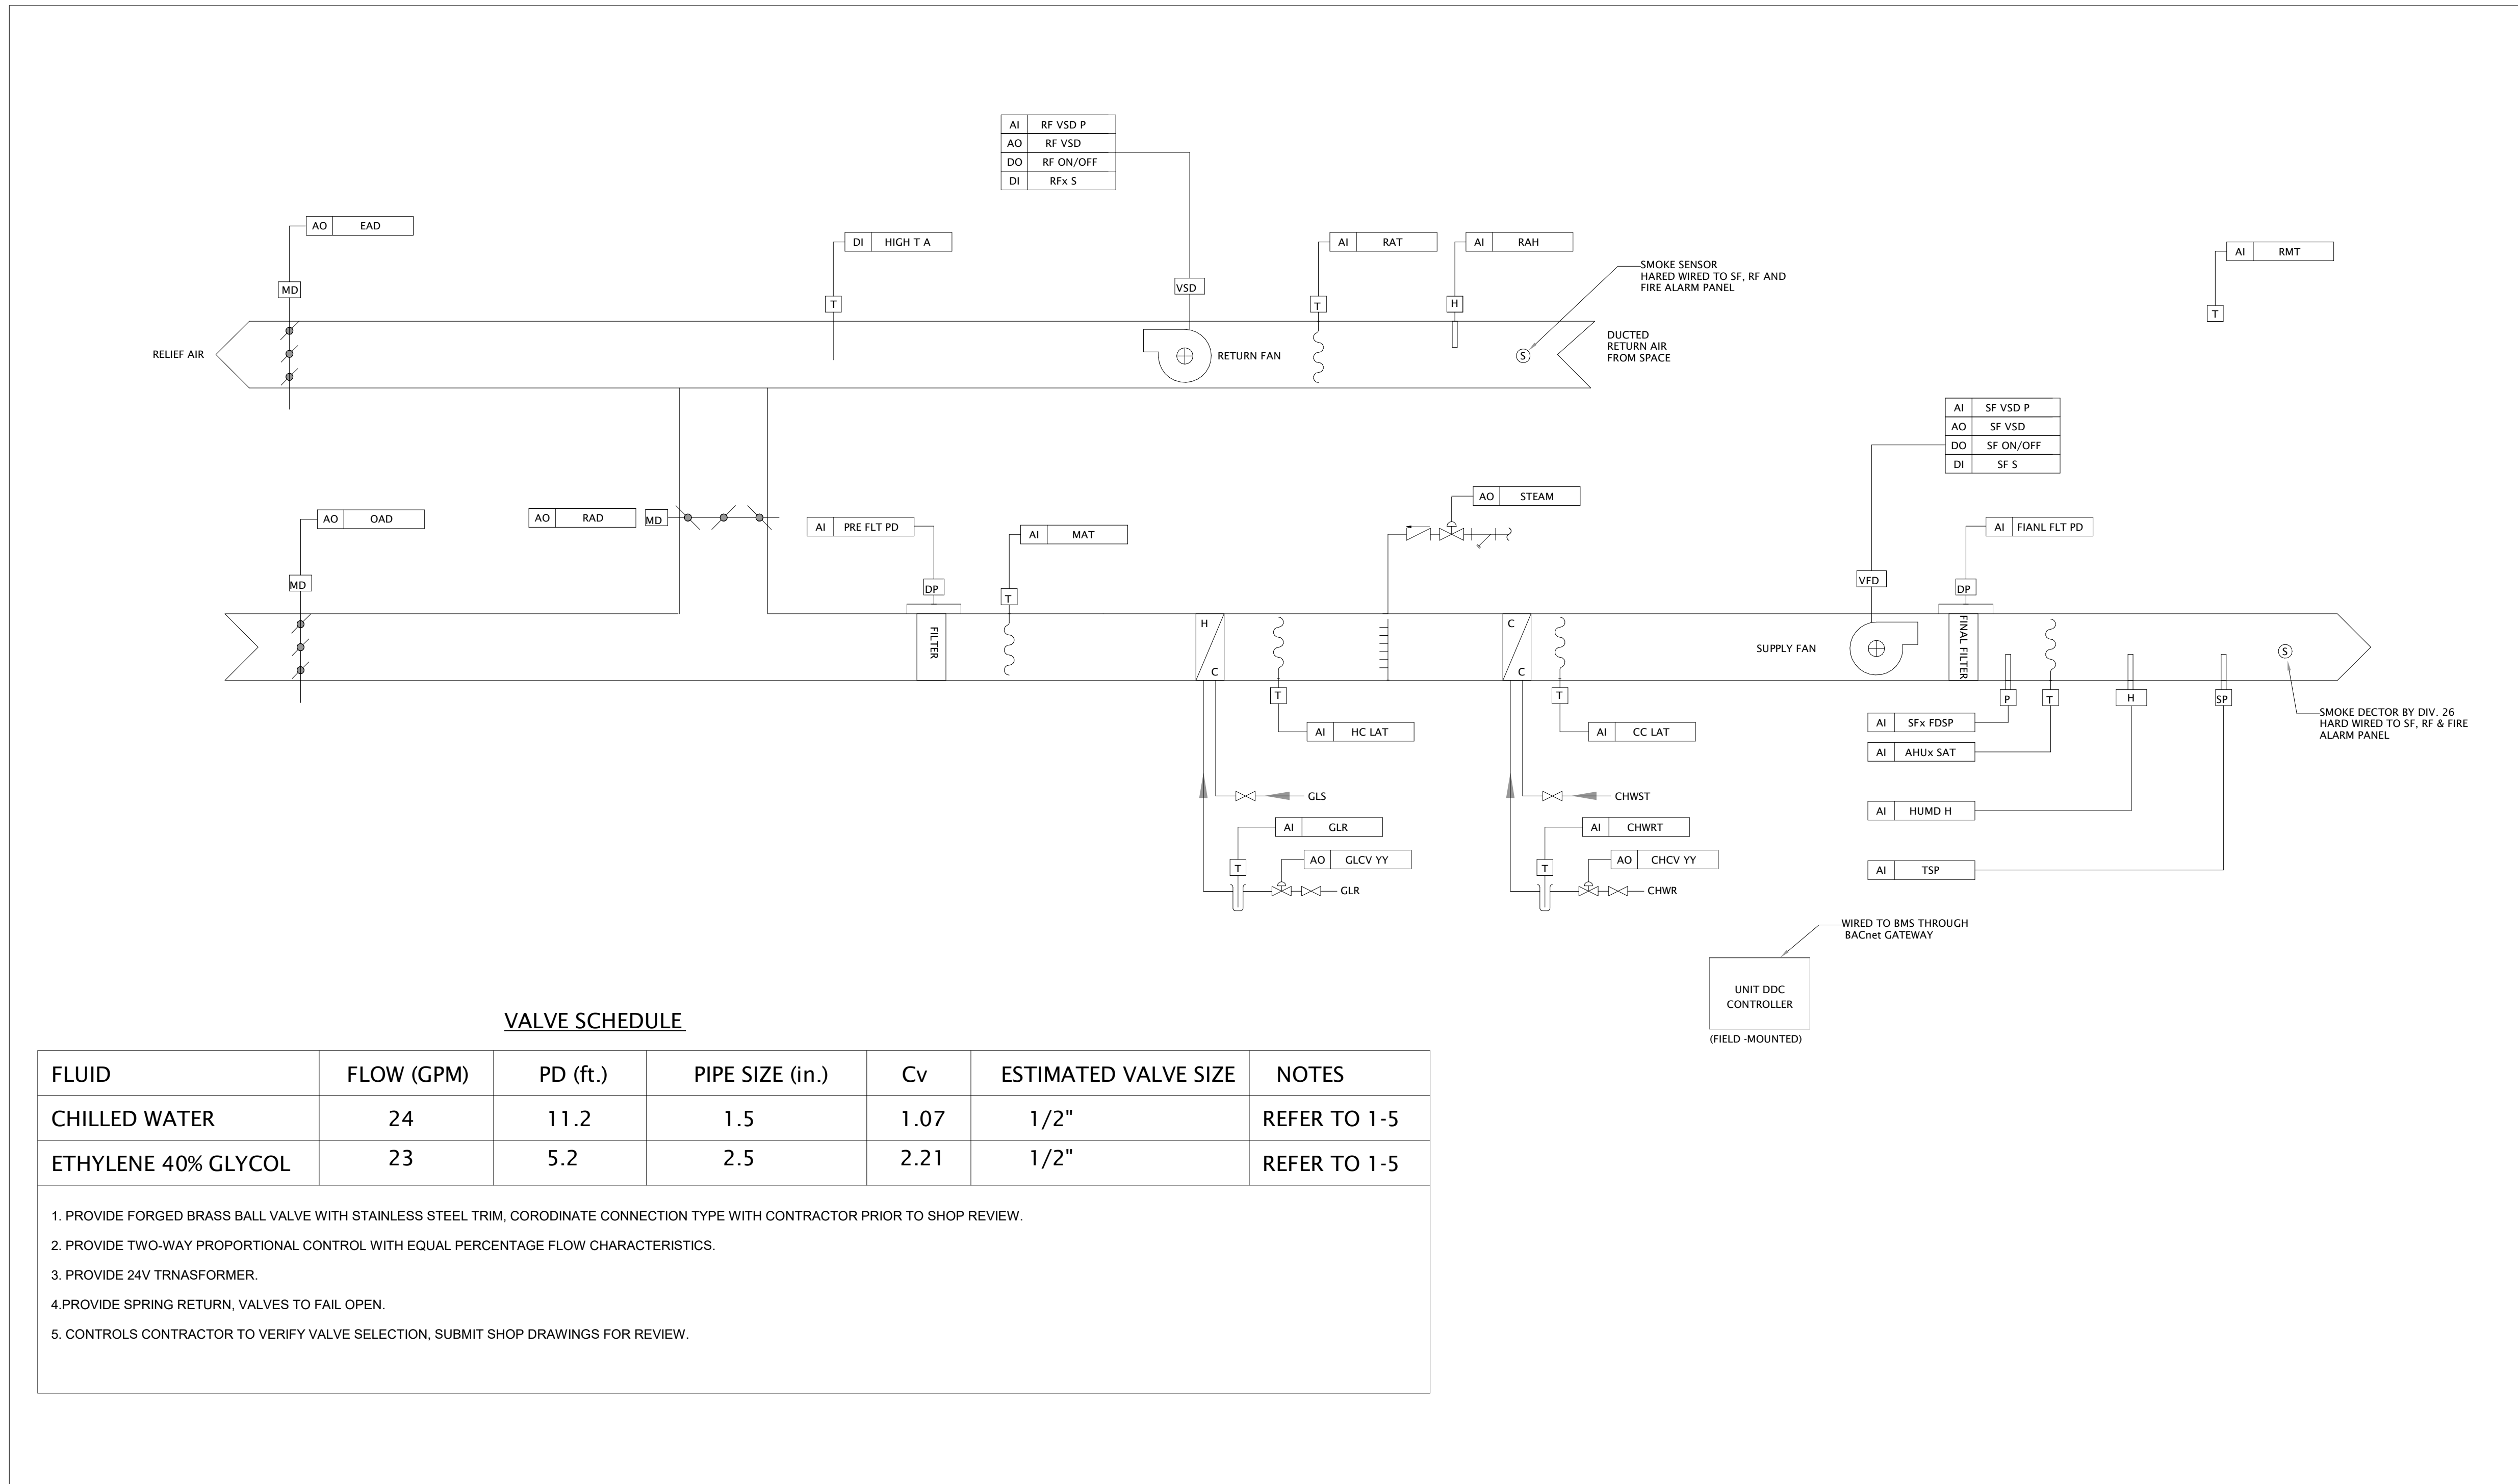 AI RF VSD P
AO RF VSD
DO RF ON/OFF
DI RFx S
AO EAD
MD
DI HIGH T A
T
VSD
AI RAT
T
AI RAH
H
SMOKE SENSOR
HARED WIRED TO SF, RF AND
FIRE ALARM PANEL
AI RMT
T
RELIEF AIR
RETURN FAN
S
DUCTED
RETURN AIR
FROM SPACE
AI SF VSD P
AO SF VSD
DO SF ON/OFF
DI SF S
AO OAD
MD
AO RAD
MD
AI PRE FLT PD
DP
AI MAT
T
AO STEAM
VFD
AI FIANL FLT PD
DP
FILTER
H
C
C
C
SUPPLY FAN
FINAL FILTER
S
T
T
P
T
H
SP
AI HC LAT
AI CC LAT
AI SFx FDSP
AI AHUx SAT
AI HUMD H
AI TSP
SMOKE DECTOR BY DIV. 26
HARD WIRED TO SF, RF & FIRE
ALARM PANEL
GLS
AI GLR
T
AO GLCV YY
GLR
CHWST
AI CHWRT
T
AO CHCV YY
CHWR
WIRED TO BMS THROUGH
BACnet GATEWAY
UNIT DDC
CONTROLLER
(FIELD -MOUNTED)
VALVE SCHEDULE
FLUID FLOW (GPM) PD (ft.) PIPE SIZE (in.) Cv ESTIMATED VALVE SIZE NOTES
CHILLED WATER 24 11.2 1.5 1.07 1/2" REFER TO 1-5
ETHYLENE 40% GLYCOL 23 5.2 2.5 2.21 1/2" REFER TO 1-5
1. PROVIDE FORGED BRASS BALL VALVE WITH STAINLESS STEEL TRIM, CORODINATE CONNECTION TYPE WITH CONTRACTOR PRIOR TO SHOP REVIEW.
2. PROVIDE TWO-WAY PROPORTIONAL CONTROL WITH EQUAL PERCENTAGE FLOW CHARACTERISTICS.
3. PROVIDE 24V TRNASFORMER.
4.PROVIDE SPRING RETURN, VALVES TO FAIL OPEN.
5. CONTROLS CONTRACTOR TO VERIFY VALVE SELECTION, SUBMIT SHOP DRAWINGS FOR REVIEW.